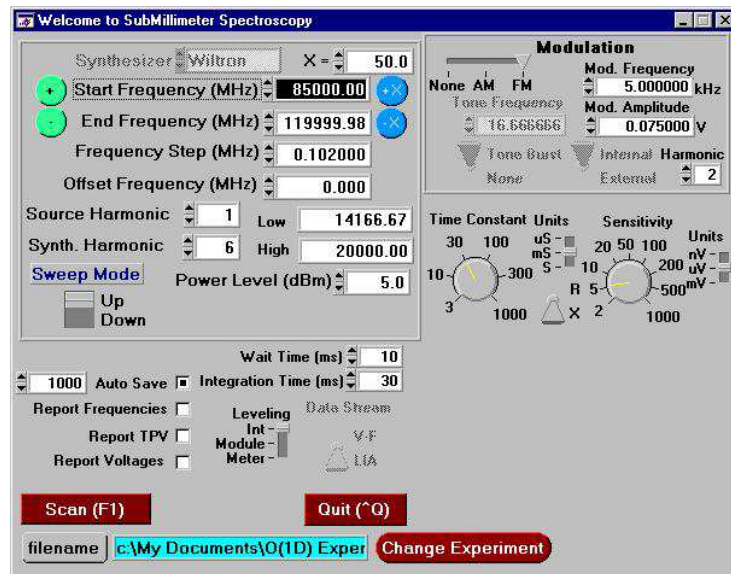 Welcome to SubMillimeter Spectroscopy
Synthesizer Wiltron X = 50.0
+ Start Frequency (MHz) 85000.00 +X
- End Frequency (MHz) 119999.98 -X
Frequency Step (MHz) 0.102000
Offset Frequency (MHz) 0.000
Source Harmonic 1 Low 14166.67
Synth. Harmonic 6 High 20000.00
Sweep Mode
Power Level (dBm) 5.0
Up
Down
Modulation
None AM FM
Mod. Frequency
5.000000 kHz
Tone Frequency
16.666666
Mod. Amplitude
0.075000 V
Tone Burst
None
Internal
External
Harmonic
2
Time Constant
30 100
10 300
3 1000
Units
uS
mS
S
R
X
Sensitivity
20 50 100
10 200
5 500
2 1000
Units
nV
uV
mV
Wait Time (ms) 10
1000 Auto Save Integration Time (ms) 30
Report Frequencies
Report TPV
Report Voltages
Leveling
Int
Module
Meter
Data Stream
V-F
LIA
Scan (F1)
Quit (^Q)
filename c:\My Documents\O(1D) Exper Change Experiment